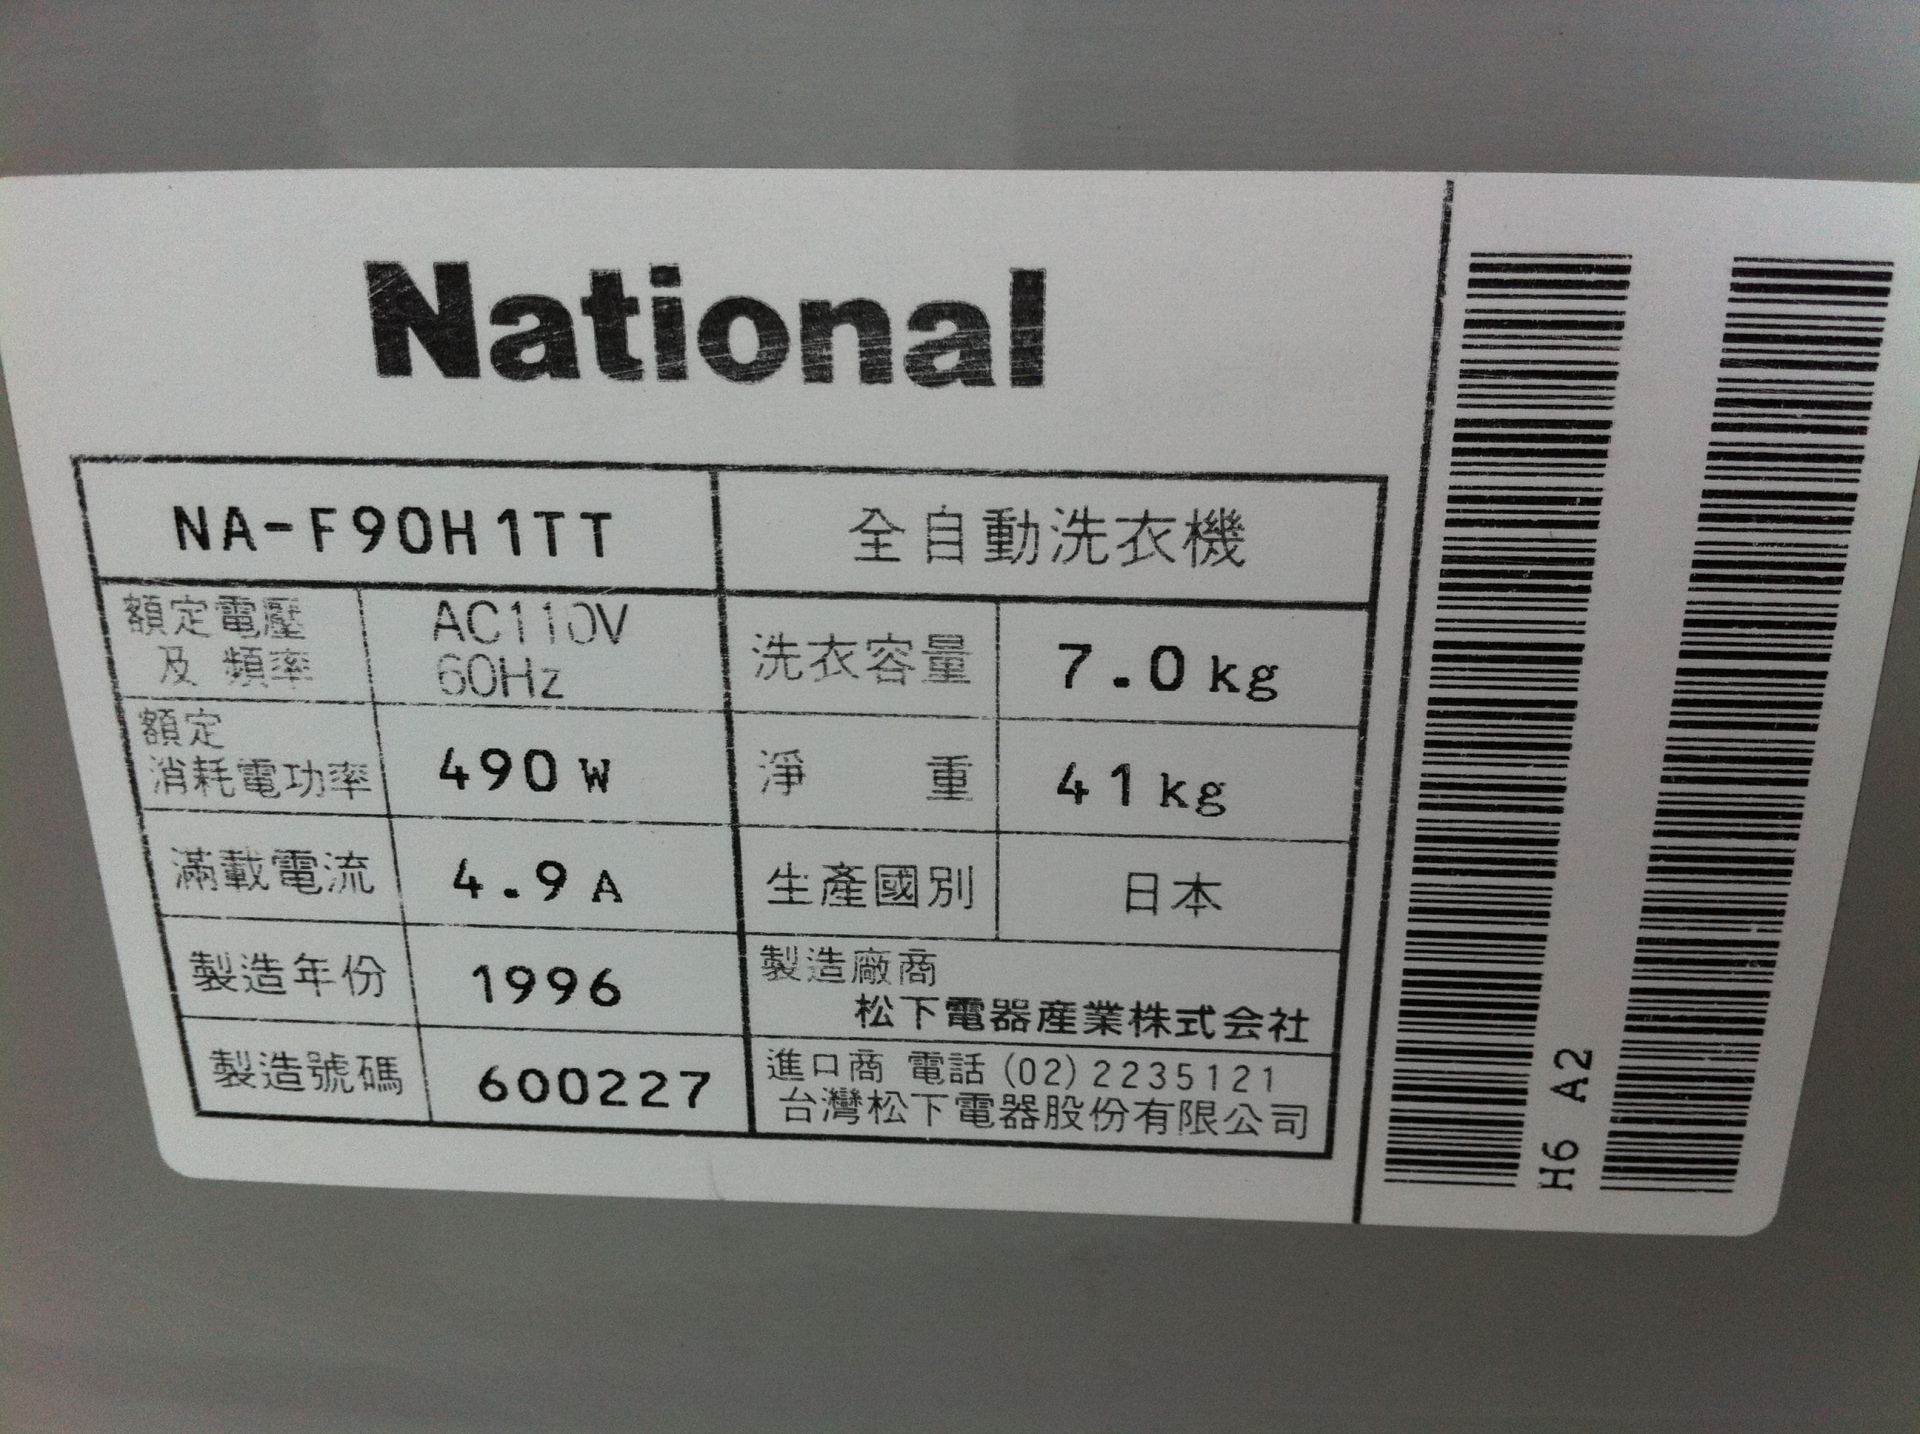 National
NA-F90H1TT
全自動洗衣機
額定電壓
及 頻率
AC110V
60Hz
洗衣容量
7.0kg
額定
消耗電功率
490W
淨 重
41kg
滿載電流
4.9A
生產國別
日本
製造年份
1996
製造廠商
松下電器産業株式会社
製造號碼
600227
進口商 電話(02)2235121
台灣松下電器股份有限公司
H6 A2